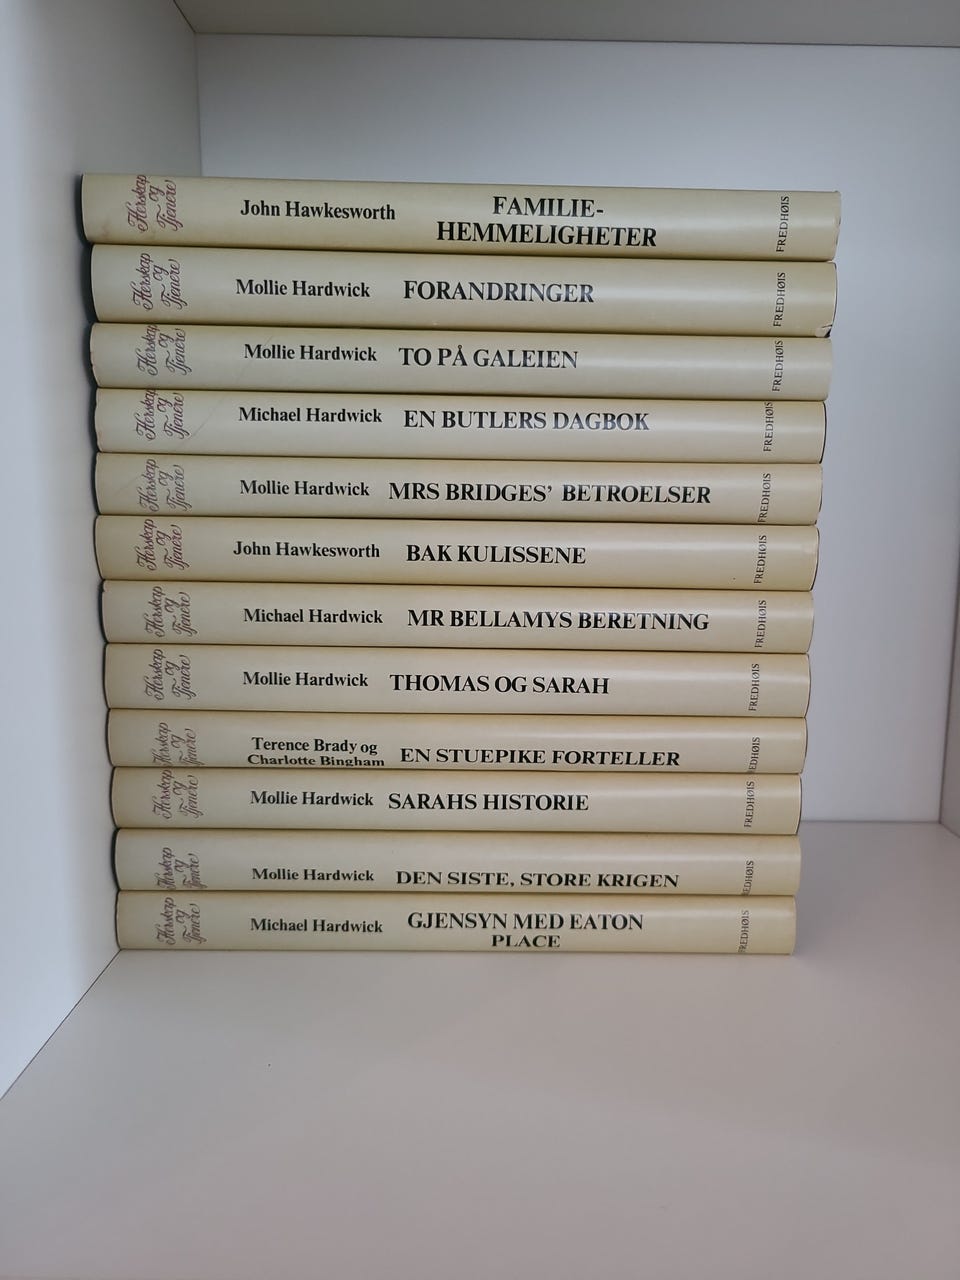 Herskap og Tjenere John Hawkesworth FAMILIE- FREDHØIS
HEMMELIGHETER
Herskap og Tjenere Mollie Hardwick FORANDRINGER FREDHØIS
Herskap og Tjenere Mollie Hardwick TO PÅ GALEIEN FREDHØIS
Herskap og Tjenere Michael Hardwick EN BUTLERS DAGBOK FREDHØIS
Herskap og Tjenere Mollie Hardwick MRS BRIDGES’ BETROELSER FREDHØIS
Herskap og Tjenere John Hawkesworth BAK KULISSENE FREDHØIS
Herskap og Tjenere Michael Hardwick MR BELLAMYS BERETNING FREDHØIS
Herskap og Tjenere Mollie Hardwick THOMAS OG SARAH FREDHØIS
Herskap og Tjenere Terence Brady og
Charlotte Bingham EN STUEPIKE FORTELLER EDHØIS
Herskap og Tjenere Mollie Hardwick SARAHS HISTORIE FREDHØIS
Herskap og Tjenere Mollie Hardwick DEN SISTE, STORE KRIGEN EDHØIS
Herskap og Tjenere Michael Hardwick GJENSYN MED EATON FREDHØIS
PLACE